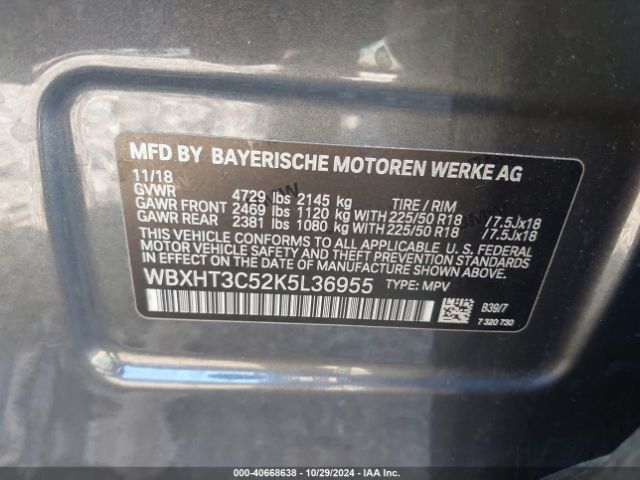 MFD BY BAYERISCHE MOTOREN WERKE AG
11/18
GVWR 4729 lbs 2145 kg TIRE / RIM
GAWR FRONT 2469 lbs 1120 kg WITH 225/50 R18 / 7.5Jx18
GAWR REAR 2381 lbs 1080 kg WITH 225/50 R18 / 7.5Jx18
THIS VEHICLE CONFORMS TO ALL APPLICABLE U. S. FEDERAL
MOTOR VEHICLE SAFETY AND THEFT PREVENTION STANDARDS
IN EFFECT ON THE DATE OF MANUFACTURE SHOWN ABOVE.
WBXHT3C52K5L36955 TYPE: MPV
B39/7
7 320 730
000-40668638 - 10/29/2024 - IAA Inc.